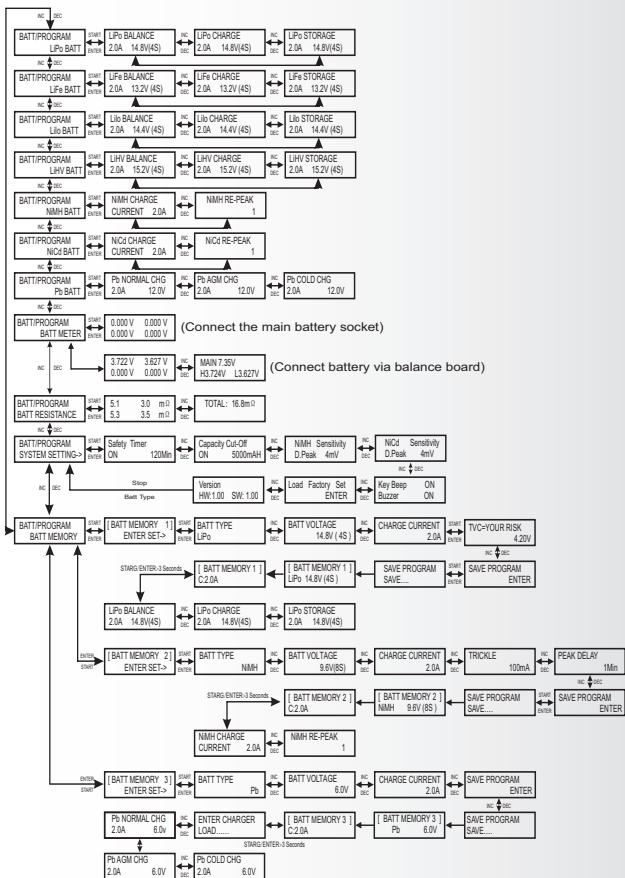 INC DEC
BATT/PROGRAM START LiPo BALANCE INC LiPo CHARGE INC LiPo STORAGE
LiPo BATT ENTER 2.0A 14.8V(4S) DEC 2.0A 14.8V(4S) DEC 2.0A 14.8V(4S)
INC DEC
BATT/PROGRAM START LiFe BALANCE INC LiFe CHARGE INC LiFe STORAGE
LiFe BATT ENTER 2.0A 13.2V (4S) DEC 2.0A 13.2V (4S) DEC 2.0A 13.2V (4S)
INC DEC
BATT/PROGRAM START LiIo BALANCE INC LiIo CHARGE INC LiIo STORAGE
LiIo BATT ENTER 2.0A 14.4V (4S) DEC 2.0A 14.4V (4S) DEC 2.0A 14.4V (4S)
INC DEC
BATT/PROGRAM START LiHV BALANCE INC LiHV CHARGE INC LiHV STORAGE
LiHV BATT ENTER 2.0A 15.2V (4S) DEC 2.0A 15.2V (4S) DEC 2.0A 15.2V (4S)
INC DEC
BATT/PROGRAM START NiMH CHARGE INC NiMH RE-PEAK
NiMH BATT ENTER CURRENT 2.0A DEC 1
INC DEC
BATT/PROGRAM START NiCd CHARGE INC NiCd RE-PEAK
NiCd BATT ENTER CURRENT 2.0A DEC 1
INC DEC
BATT/PROGRAM START Pb NORMAL CHG INC Pb AGM CHG INC Pb COLD CHG
Pb BATT ENTER 2.0A 12.0V DEC 2.0A 12.0V DEC 2.0A 12.0V
INC DEC
BATT/PROGRAM START 0.000 V 0.000 V (Connect the main battery socket)
BATT METER ENTER 0.000 V 0.000 V
3.722 V 3.627 V INC MAIN 7.35V (Connect battery via balance board)
INC DEC 0.000 V 0.000 V DEC H3.724V L3.627V
BATT/PROGRAM START 5.1 3.0 mΩ INC TOTAL: 16.8mΩ
BATT RESISTANCE ENTER 5.3 3.5 mΩ DEC
INC DEC
BATT/PROGRAM START Safety Timer INC Capacity Cut-Off INC NiMH Sensitivity INC NiCd Sensitivity
SYSTEM SETTING-> ENTER ON 120Min DEC ON 5000mAH DEC D.Peak 4mV DEC D.Peak 4mV
INC DEC
INC DEC Stop Version INC Load Factory Set INC Key Beep ON
Batt Type HW:1.00 SW: 1.00 DEC ENTER DEC Buzzer ON
BATT/PROGRAM START [ BATT MEMORY 1] START BATT TYPE INC BATT VOLTAGE INC CHARGE CURRENT START TVC=YOUR RISK
BATT MEMORY ENTER ENTER SET-> ENTER LiPo DEC 14.8V ( 4S ) DEC 2.0A ENTER 4.20V
INC DEC
STARG/ENTER>3 Seconds [ BATT MEMORY 1 ] [ BATT MEMORY 1 ] SAVE PROGRAM START SAVE PROGRAM
C:2.0A LiPo 14.8V (4S ) SAVE.... ENTER ENTER
LiPo BALANCE INC LiPo CHARGE INC LiPo STORAGE
2.0A 14.8V(4S) DEC 2.0A 14.8V(4S) DEC 2.0A 14.8V(4S)
ENTER [ BATT MEMORY 2] START BATT TYPE INC BATT VOLTAGE INC CHARGE CURRENT INC TRICKLE INC PEAK DELAY
START ENTER SET-> ENTER NiMH DEC 9.6V(8S) DEC 2.0A DEC 100mA DEC 1Min
INC DEC
STARG/ENTER>3 Seconds [ BATT MEMORY 2 ] [ BATT MEMORY 2 ] SAVE PROGRAM START SAVE PROGRAM
C:2.0A NiMH 9.6V (8S ) SAVE.... ENTER ENTER
NiMH CHARGE INC NiMH RE-PEAK
CURRENT 2.0A DEC 1
ENTER [ BATT MEMORY 3] START BATT TYPE INC BATT VOLTAGE INC CHARGE CURRENT INC SAVE PROGRAM
START ENTER SET-> ENTER Pb DEC 6.0V DEC 2.0A DEC ENTER
INC DEC
Pb NORMAL CHG INC ENTER CHARGER [ BATT MEMORY 3 ] [ BATT MEMORY 3 ] SAVE PROGRAM
2.0A 6.0v DEC LOAD...... C:2.0A Pb 6.0V SAVE....
STARG/ENTER>3 Seconds
Pb AGM CHG INC Pb COLD CHG
2.0A 6.0V DEC 2.0A 6.0V